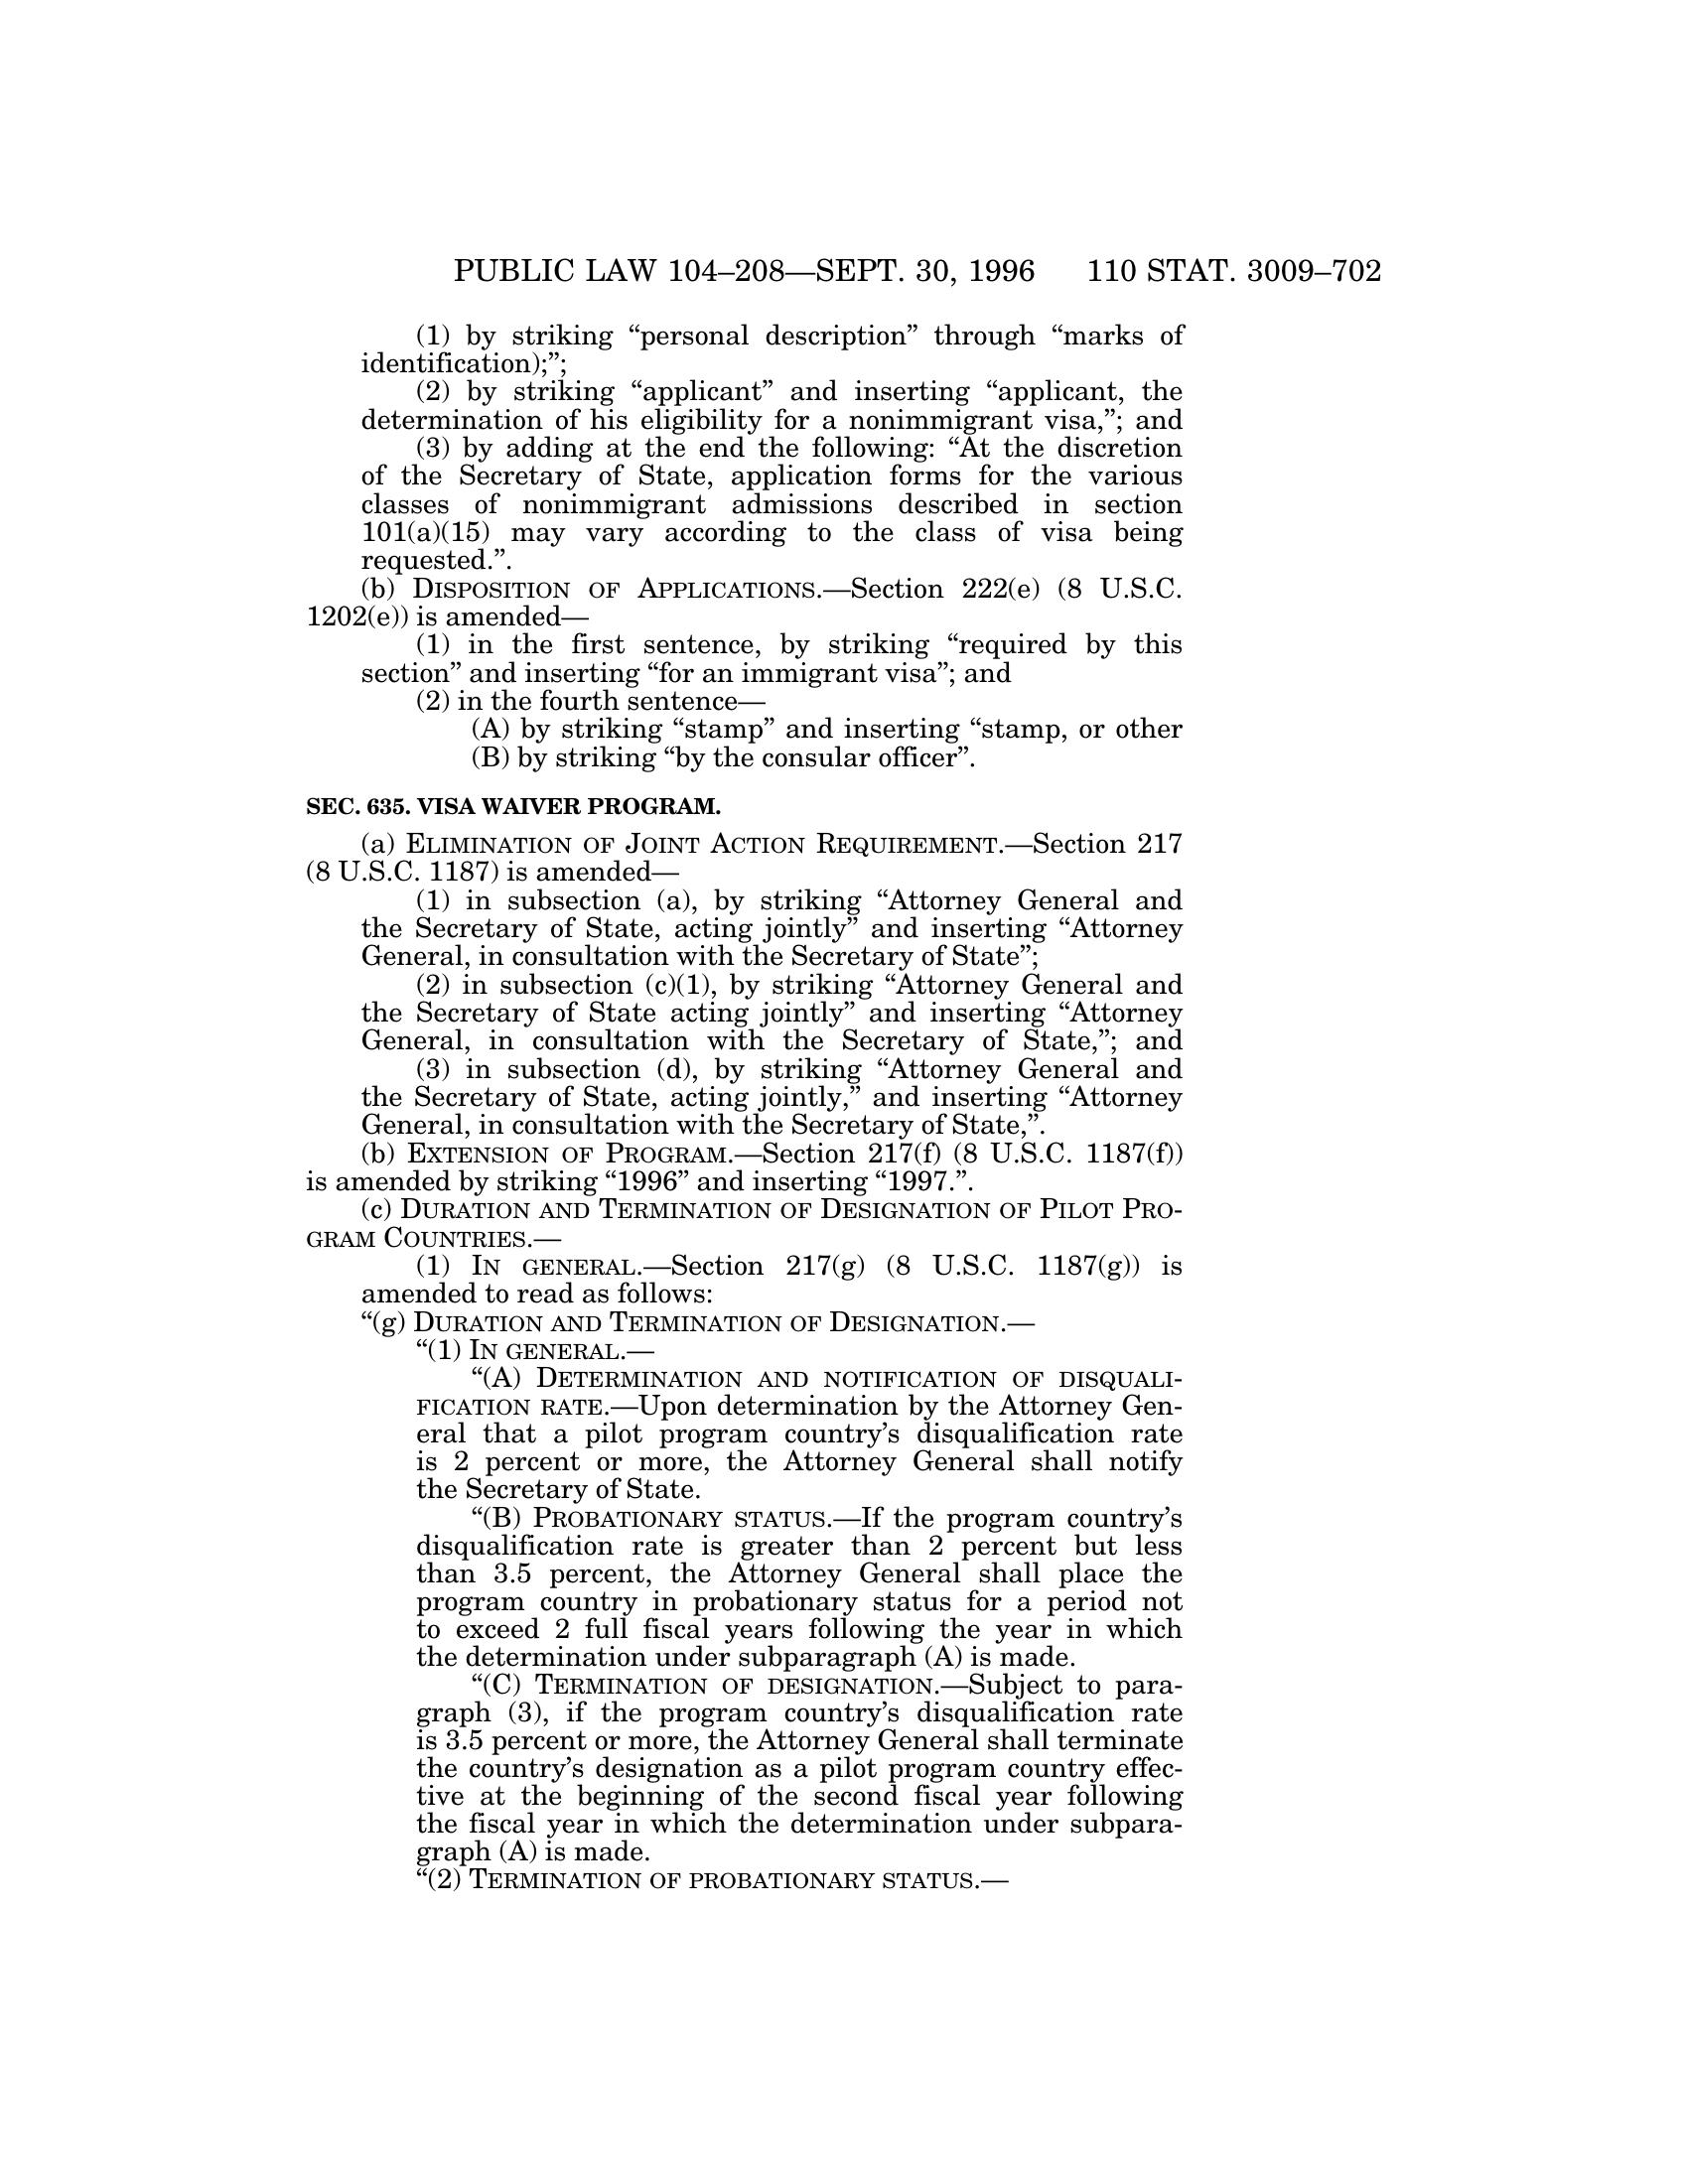 PUBLIC LAW 104–208—SEPT. 30, 1996 110 STAT. 3009–702
(1) by striking “personal description” through “marks of
identification);”;
(2) by striking “applicant” and inserting “applicant, the
determination of his eligibility for a nonimmigrant visa,”; and
(3) by adding at the end the following: “At the discretion
of the Secretary of State, application forms for the various
classes of nonimmigrant admissions described in section
101(a)(15) may vary according to the class of visa being
requested.”.
(b) DISPOSITION OF APPLICATIONS.—Section 222(e) (8 U.S.C.
1202(e)) is amended—
(1) in the first sentence, by striking “required by this
section” and inserting “for an immigrant visa”; and
(2) in the fourth sentence—
(A) by striking “stamp” and inserting “stamp, or other
(B) by striking “by the consular officer”.
SEC. 635. VISA WAIVER PROGRAM.
(a) ELIMINATION OF JOINT ACTION REQUIREMENT.—Section 217
(8 U.S.C. 1187) is amended—
(1) in subsection (a), by striking “Attorney General and
the Secretary of State, acting jointly” and inserting “Attorney
General, in consultation with the Secretary of State”;
(2) in subsection (c)(1), by striking “Attorney General and
the Secretary of State acting jointly” and inserting “Attorney
General, in consultation with the Secretary of State,”; and
(3) in subsection (d), by striking “Attorney General and
the Secretary of State, acting jointly,” and inserting “Attorney
General, in consultation with the Secretary of State,”.
(b) EXTENSION OF PROGRAM.—Section 217(f) (8 U.S.C. 1187(f))
is amended by striking “1996” and inserting “1997.”.
(c) DURATION AND TERMINATION OF DESIGNATION OF PILOT PRO-
GRAM COUNTRIES.—
(1) IN GENERAL.—Section 217(g) (8 U.S.C. 1187(g)) is
amended to read as follows:
“(g) DURATION AND TERMINATION OF DESIGNATION.—
“(1) IN GENERAL.—
“(A) DETERMINATION AND NOTIFICATION OF DISQUALI-
FICATION RATE.—Upon determination by the Attorney Gen-
eral that a pilot program country’s disqualification rate
is 2 percent or more, the Attorney General shall notify
the Secretary of State.
“(B) PROBATIONARY STATUS.—If the program country’s
disqualification rate is greater than 2 percent but less
than 3.5 percent, the Attorney General shall place the
program country in probationary status for a period not
to exceed 2 full fiscal years following the year in which
the determination under subparagraph (A) is made.
“(C) TERMINATION OF DESIGNATION.—Subject to para-
graph (3), if the program country’s disqualification rate
is 3.5 percent or more, the Attorney General shall terminate
the country’s designation as a pilot program country effec-
tive at the beginning of the second fiscal year following
the fiscal year in which the determination under subpara-
graph (A) is made.
“(2) TERMINATION OF PROBATIONARY STATUS.—